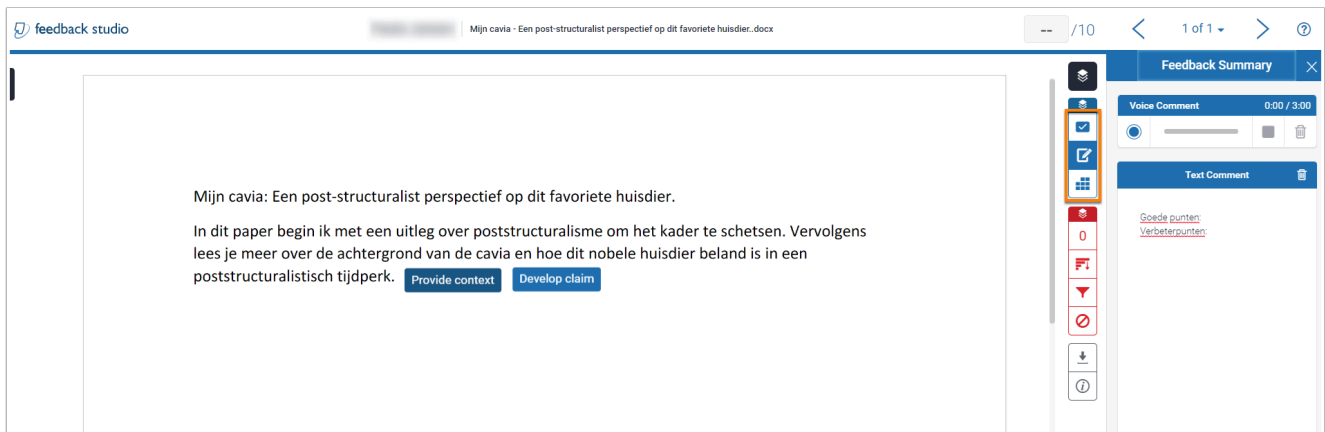 feedback studio
Mijn cavia - Een post-structuralist perspectief op dit favoriete huisdier..docx
-- /10
1 of 1
Feedback Summary
Voice Comment 0:00 / 3:00
Text Comment
Goede punten:
Verbeterpunten:
0
Mijn cavia: Een post-structuralist perspectief op dit favoriete huisdier.
In dit paper begin ik met een uitleg over poststructuralisme om het kader te schetsen. Vervolgens
lees je meer over de achtergrond van de cavia en hoe dit nobele huisdier beland is in een
poststructuralistisch tijdperk. Provide context Develop claim